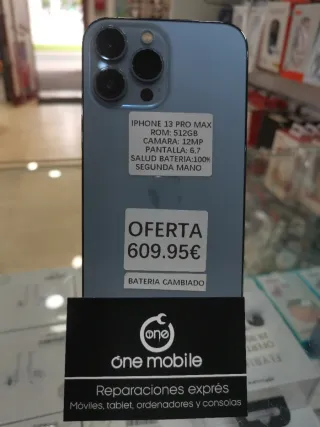 IPHONE 13 PRO MAX
ROM: 512GB
CAMARA: 12MP
PANTALLA: 6.7
SALUD BATERIA:100%
SEGUNDA MANO
OFERTA
609.95€
BATERIA CAMBIADO
one
óne mobile
Reparaciones exprés
Móviles, tablet, ordenadores y consolas